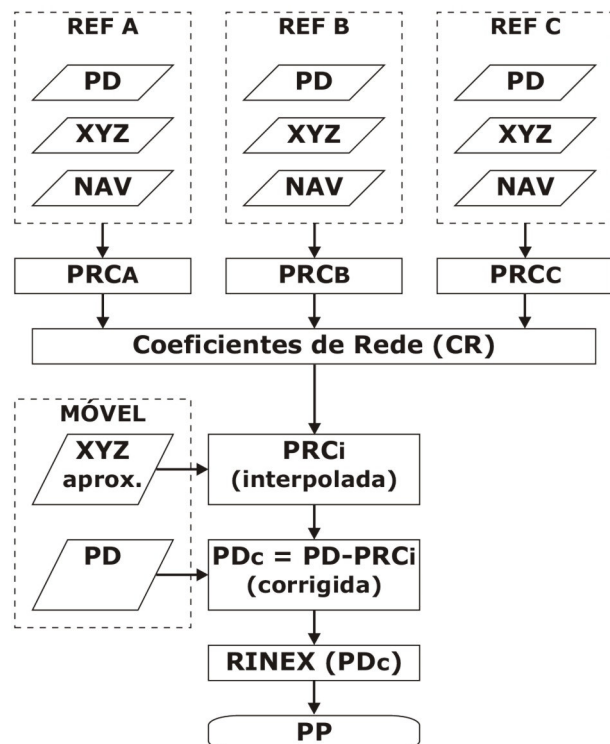 REF A
PD
XYZ
NAV
REF B
PD
XYZ
NAV
REF C
PD
XYZ
NAV
PRCA
PRCB
PRCC
Coeficientes de Rede (CR)
MÓVEL
XYZ
aprox.
PRCi
(interpolada)
PD
PDc = PD-PRCi
(corrigida)
RINEX (PDc)
PP